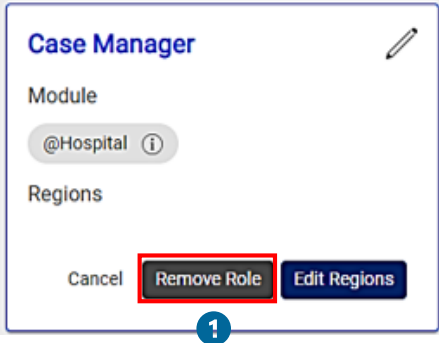 Case Manager
Module
@Hospital
Regions
Cancel Remove Role Edit Regions
1